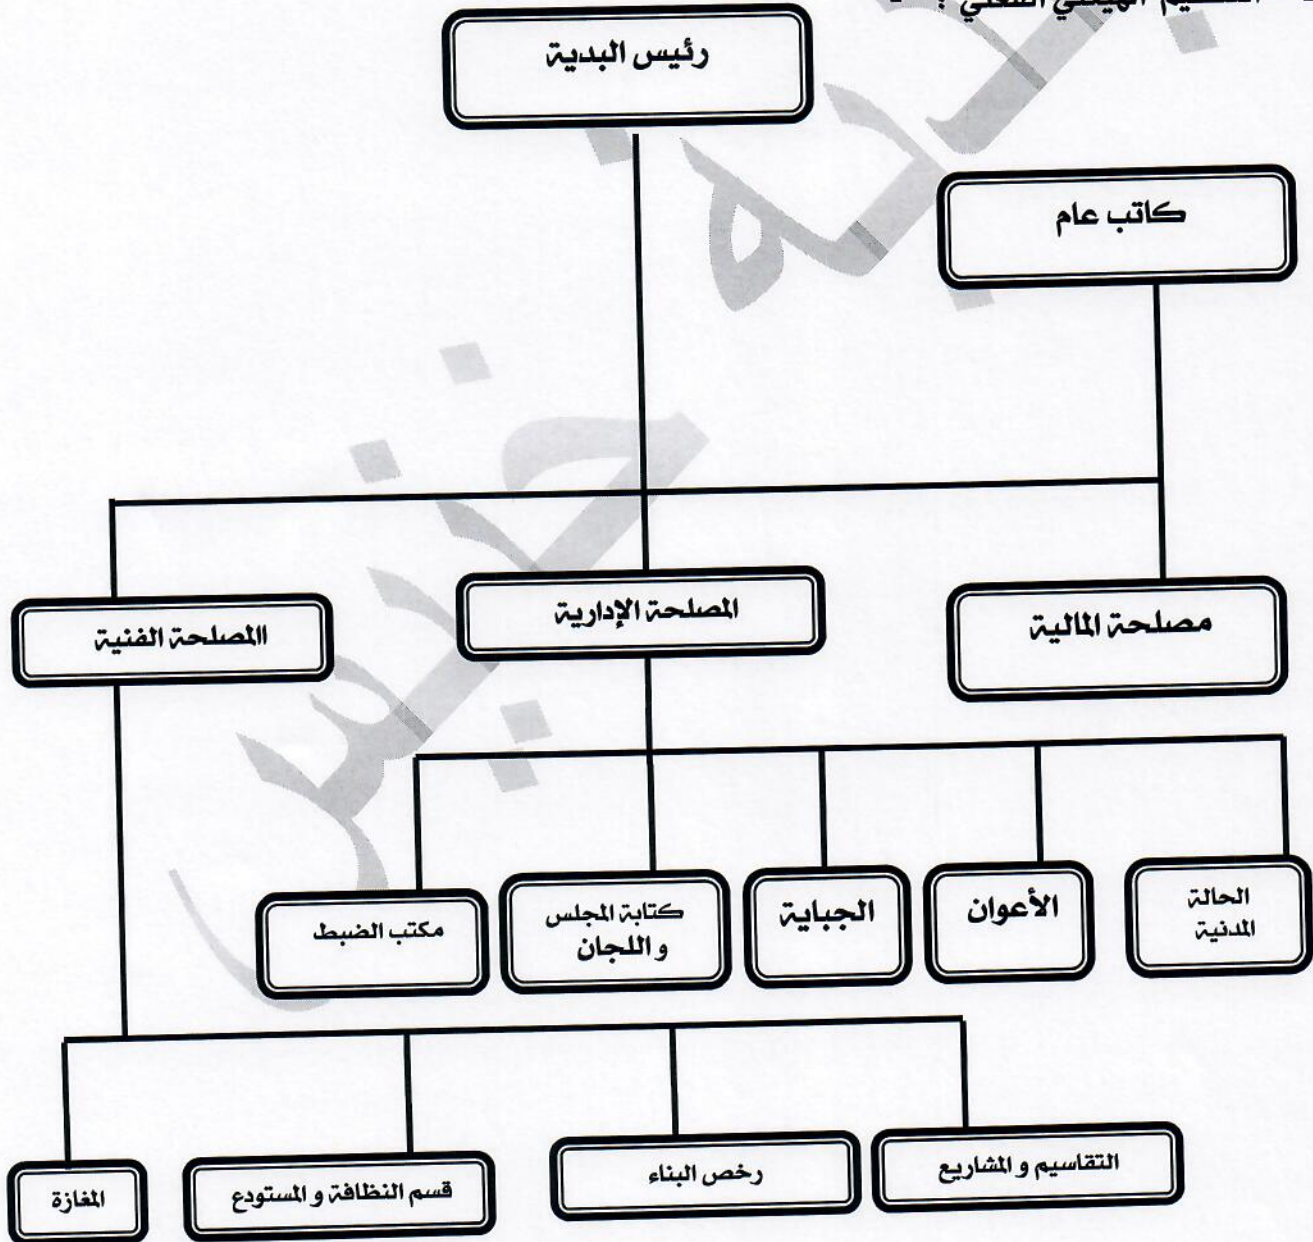 رئيس البدية
كاتب عام
مصلحة المالية
المصلحة الإدارية
االمصلحة الفنية
الحالة
المدنية
الأعوان
الجباية
كتابة المجلس
و اللجان
مكتب الضبط
التقاسيم و المشاريع
رخص البناء
قسم النظافة و المستودع
المغازة